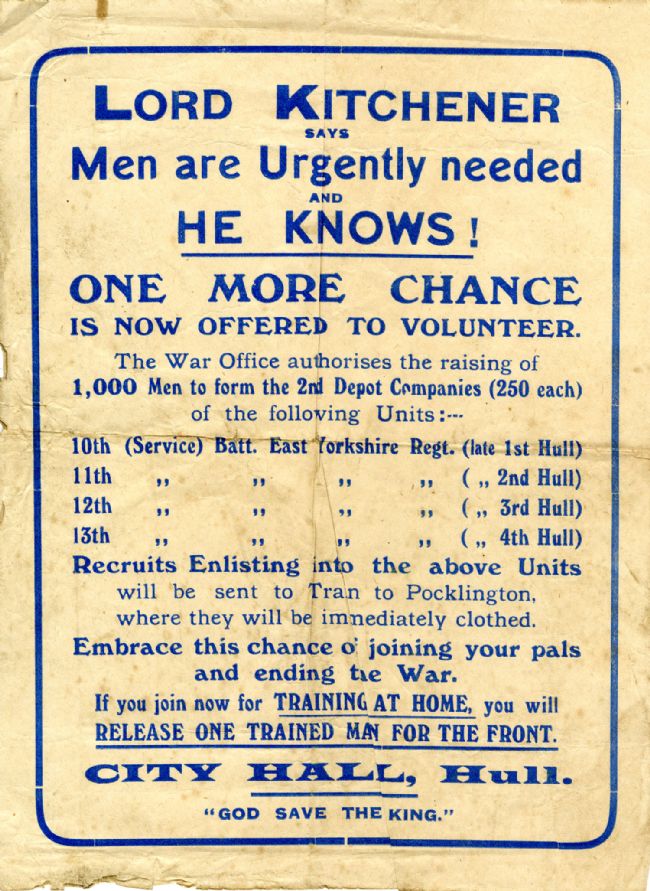 LORD KITCHENER
SAYS
Men are Urgently needed
AND
HE KNOWS!
ONE MORE CHANCE
IS NOW OFFERED TO VOLUNTEER.
The War Office authorises the raising of
1,000 Men to form the 2nd Depot Companies (250 each)
of the following Units:---
10th (Service) Batt. East Yorkshire Regt. (late 1st Hull)
11th ,, ,, ,, ,, ( ,, 2nd Hull)
12th ,, ,, ,, ,, ( ,, 3rd Hull)
13th ,, ,, ,, ,, ( ,, 4th Hull)
Recruits Enlisting into the above Units
will be sent to Train to Pocklington,
where they will be immediately clothed.
Embrace this chance of joining your pals
and ending the War.
If you join now for TRAINING AT HOME, you will
RELEASE ONE TRAINED MAN FOR THE FRONT.
CITY HALL, Hull.
"GOD SAVE THE KING."